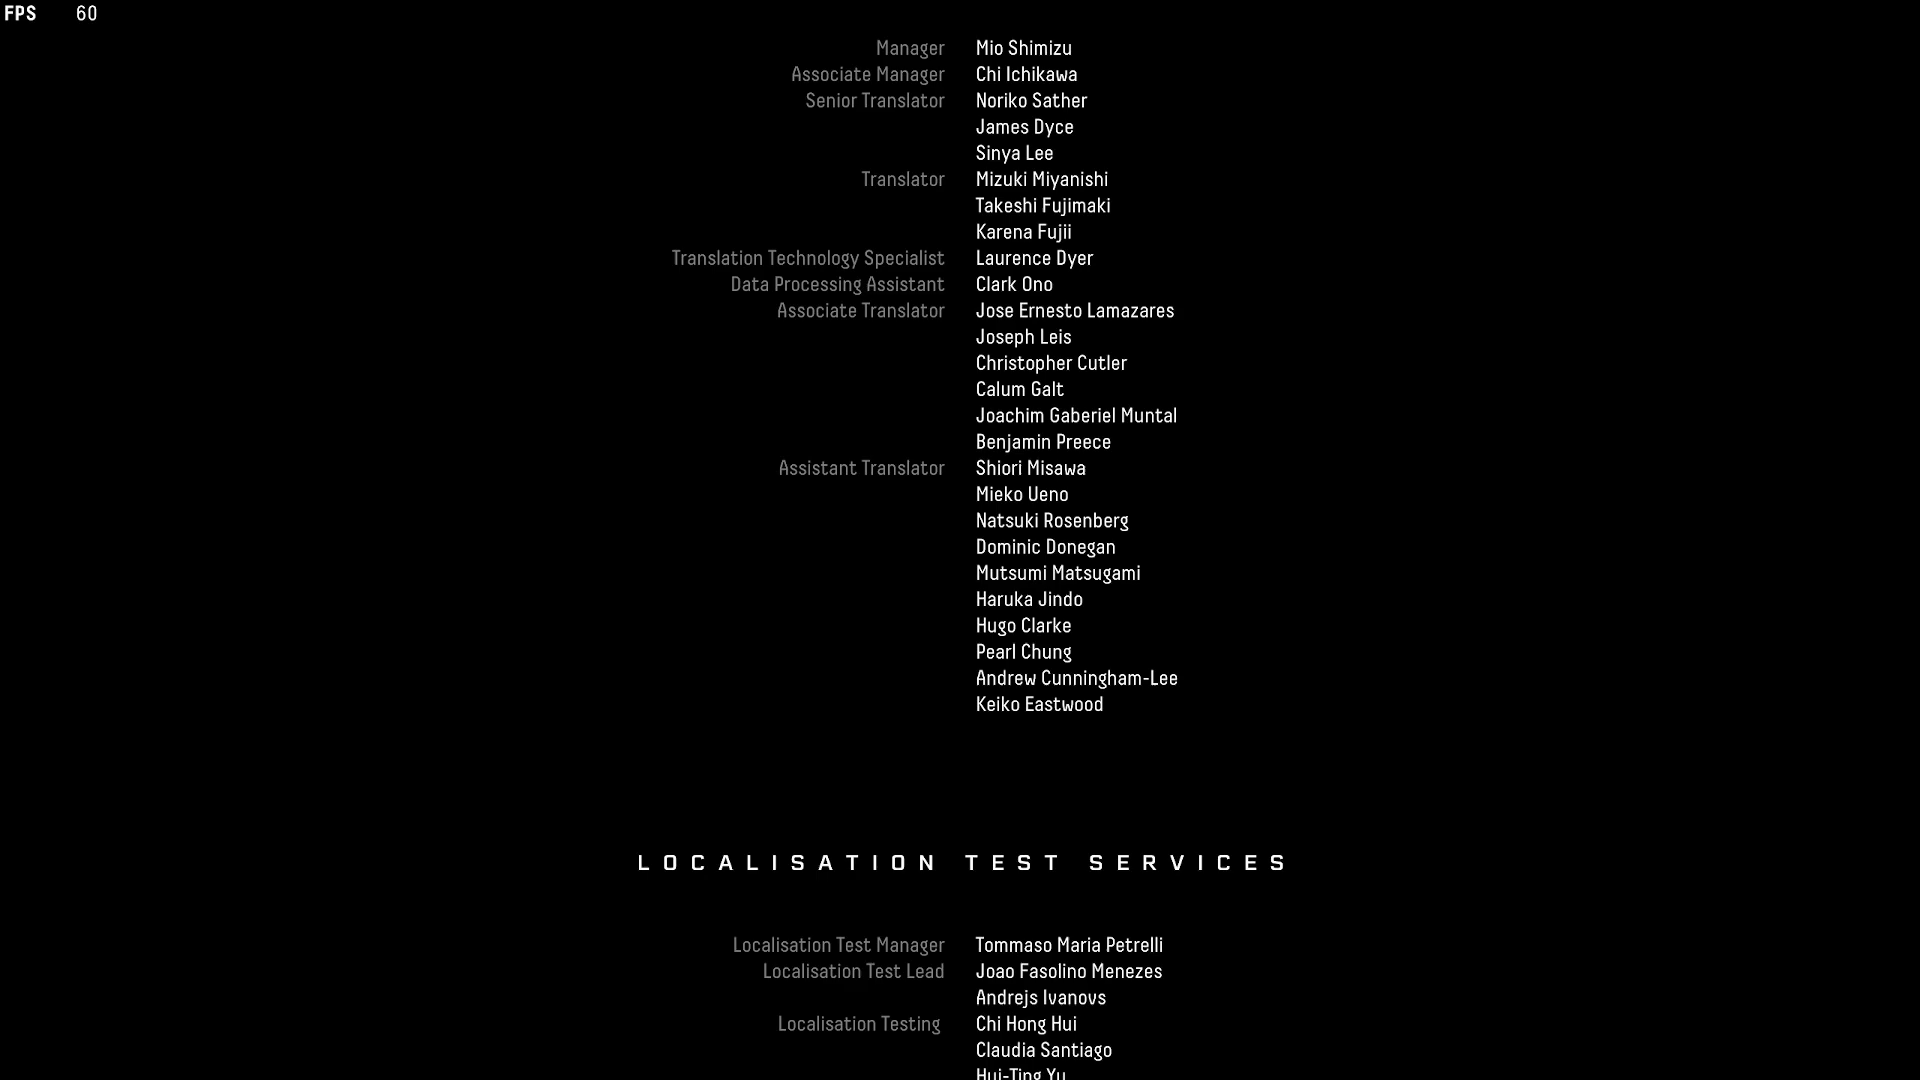 FPS 60
Manager Mio Shimizu
Associate Manager Chi Ichikawa
Senior Translator Noriko Sather
James Dyce
Sinya Lee
Translator Mizuki Miyanishi
Takeshi Fujimaki
Karena Fujii
Translation Technology Specialist Laurence Dyer
Data Processing Assistant Clark Ono
Associate Translator Jose Ernesto Lamazares
Joseph Leis
Christopher Cutler
Calum Galt
Joachim Gaberiel Muntal
Benjamin Preece
Assistant Translator Shiori Misawa
Mieko Ueno
Natsuki Rosenberg
Dominic Donegan
Mutsumi Matsugami
Haruka Jindo
Hugo Clarke
Pearl Chung
Andrew Cunningham-Lee
Keiko Eastwood
LOCALISATION TEST SERVICES
Localisation Test Manager Tommaso Maria Petrelli
Localisation Test Lead Joao Fasolino Menezes
Andrejs Ivanovs
Localisation Testing Chi Hong Hui
Claudia Santiago
Hui-Ting Yu